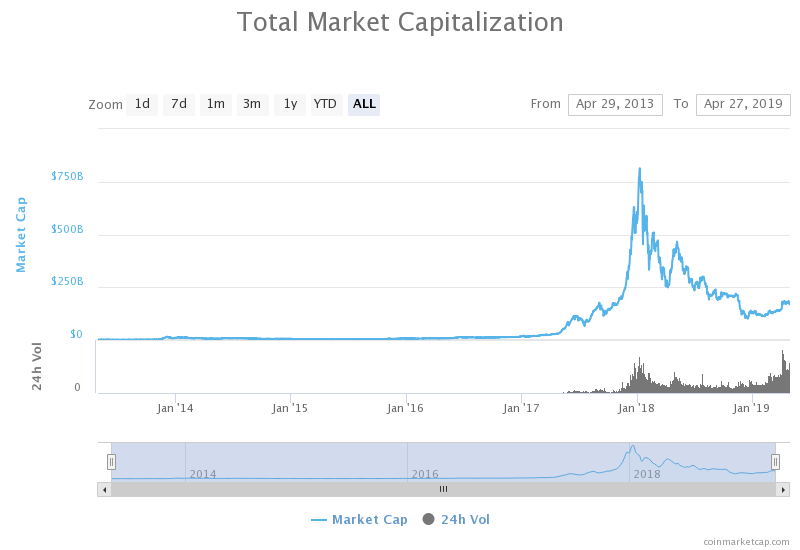 Total Market Capitalization
Zoom 1d 7d 1m 3m 1y YTD ALL From Apr 29, 2013 To Apr 27, 2019
Market Cap
$750B
$500B
$250B
$0
24h Vol
0
Jan '14 Jan '15 Jan '16 Jan '17 Jan '18 Jan '19
2014 2016 2018
Market Cap 24h Vol
coinmarketcap.com